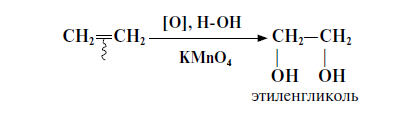 [O], H-OH
CH₂=CH₂ CH₂—CH₂
KMnO₄
OH OH
этиленгликоль